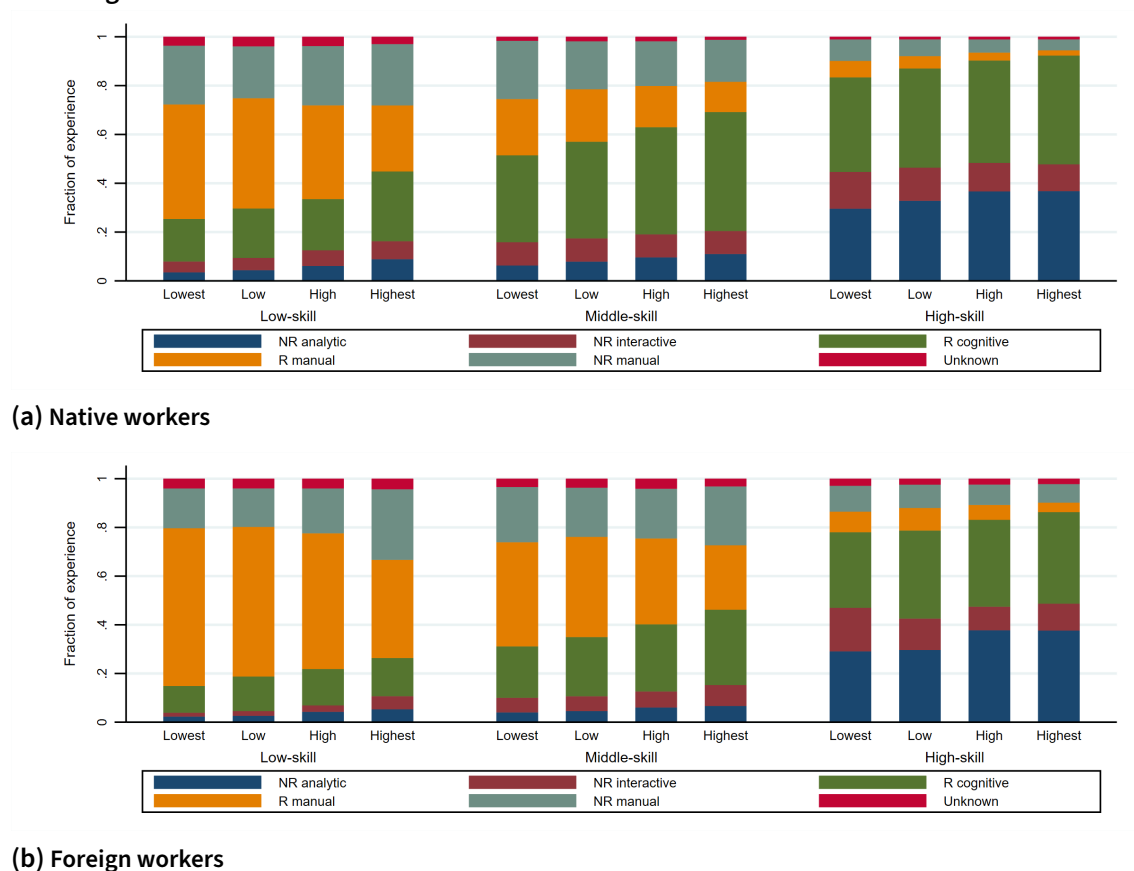 1
.8
.6
.4
.2
0
Fraction of experience
Lowest Low High Highest Lowest Low High Highest Lowest Low High Highest
Low-skill Middle-skill High-skill
NR analytic NR interactive R cognitive
R manual NR manual Unknown
(a) Native workers
1
.8
.6
.4
.2
0
Fraction of experience
Lowest Low High Highest Lowest Low High Highest Lowest Low High Highest
Low-skill Middle-skill High-skill
NR analytic NR interactive R cognitive
R manual NR manual Unknown
(b) Foreign workers